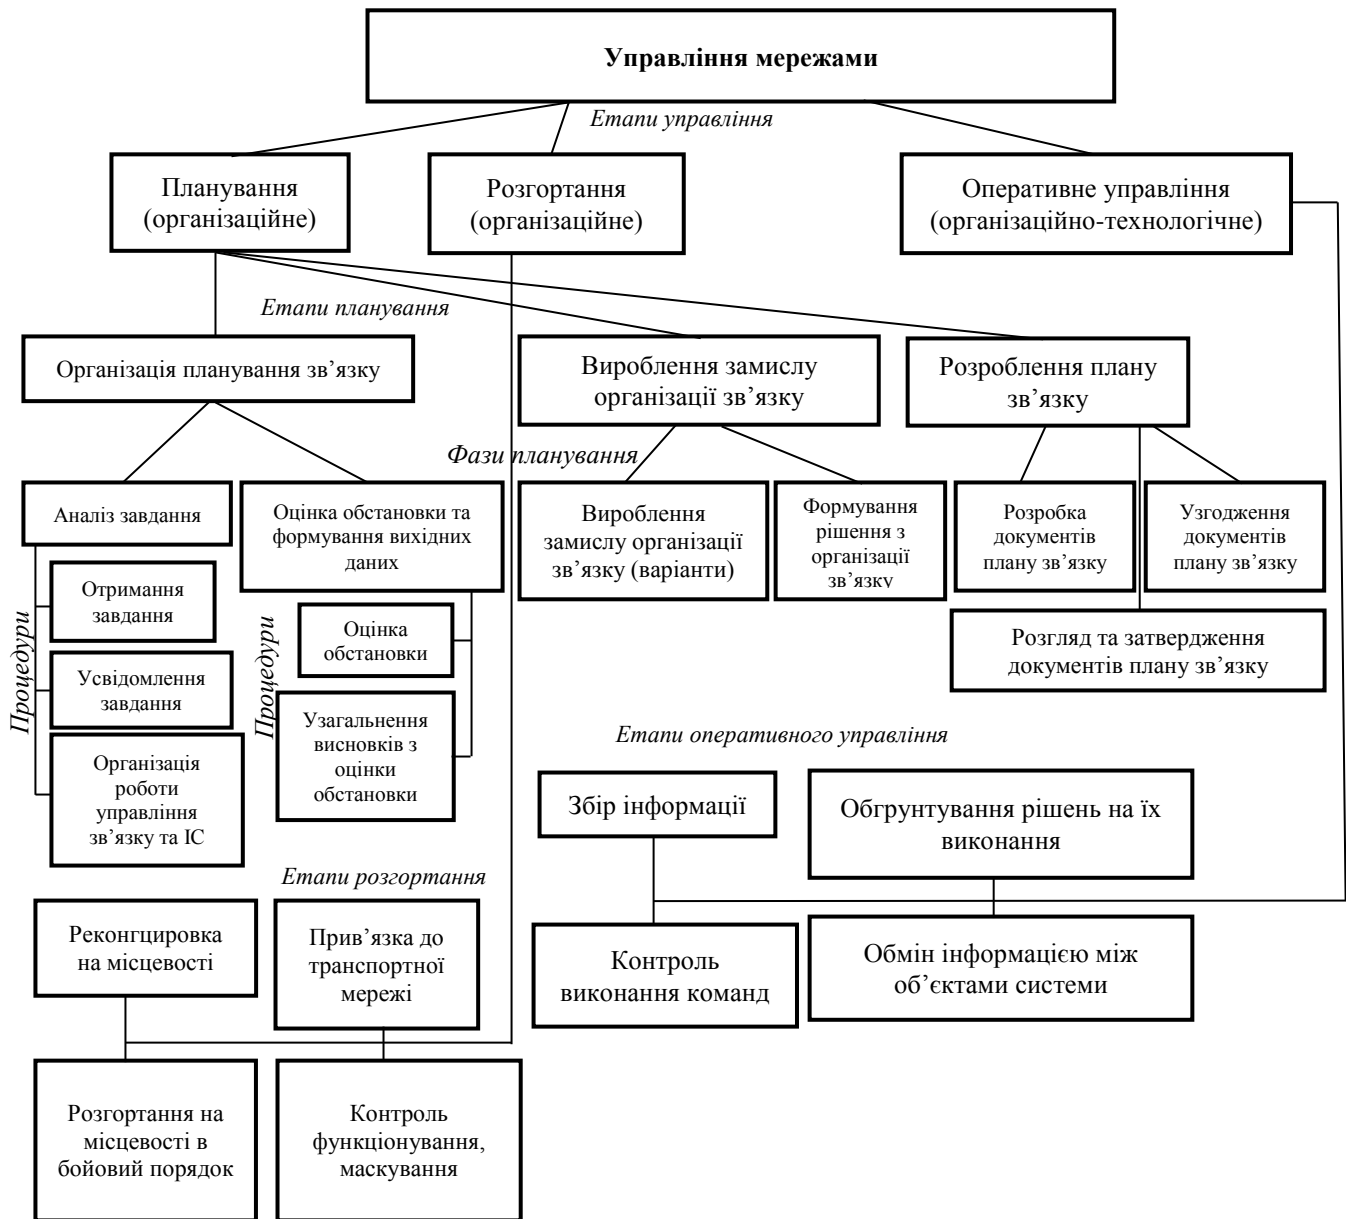 Управління мережами
Етапи управління
Планування
(організаційне)
Розгортання
(організаційне)
Оперативне управління
(організаційно-технологічне)
Етапи планування
Організація планування зв’язку
Вироблення замислу
організації зв’язку
Розроблення плану
зв’язку
Фази планування
Аналіз завдання
Оцінка обстановки та
формування вихідних
даних
Вироблення
замислу організації
зв’язку (варіанти)
Формування
рішення з
організації
зв’язку
Розробка
документів
плану зв’язку
Узгодження
документів
плану зв’язку
Процедури
Отримання
завдання
Усвідомлення
завдання
Організація
роботи
управління
зв’язку та ІС
Процедури
Оцінка
обстановки
Узагальнення
висновків з
оцінки
обстановки
Розгляд та затвердження
документів плану зв’язку
Етапи оперативного управління
Збір інформації
Обгрунтування рішень на їх
виконання
Контроль
виконання команд
Обмін інформацією між
об’єктами системи
Етапи розгортання
Реконгцировка
на місцевості
Прив’язка до
транспортної
мережі
Розгортання на
місцевості в
бойовий порядок
Контроль
функціонування,
маскування